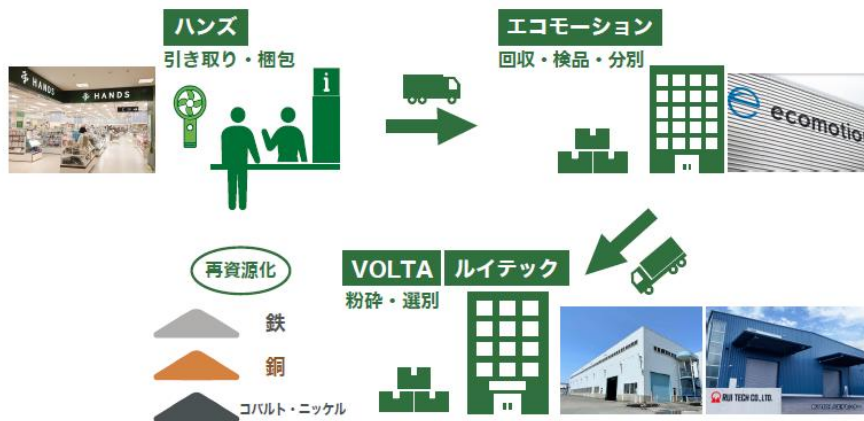 ハンズ
引き取り・梱包
HANDS
HANDS
i
エコモーション
回収・検品・分別
ecomotio
再資源化
鉄
銅
コバルト・ニッケル
VOLTA
ルイテック
粉砕・選別
RUI TECH CO., LTD.